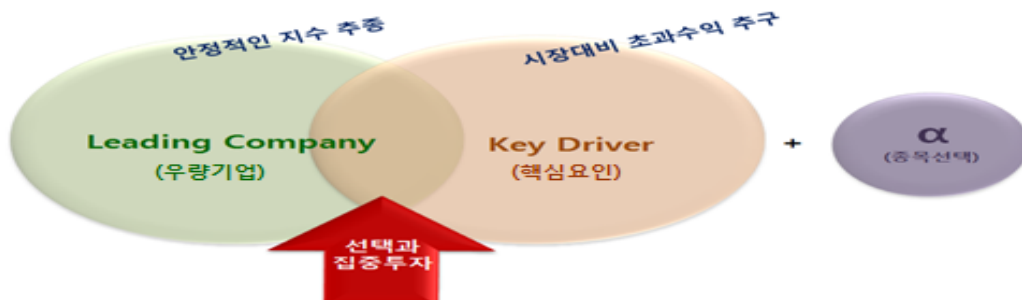 안정적인 지수 추종
시장대비 초과수익 추구
Leading Company
(우량기업)
Key Driver
(핵심요인)
+
α
(종목선택)
선택과
집중투자